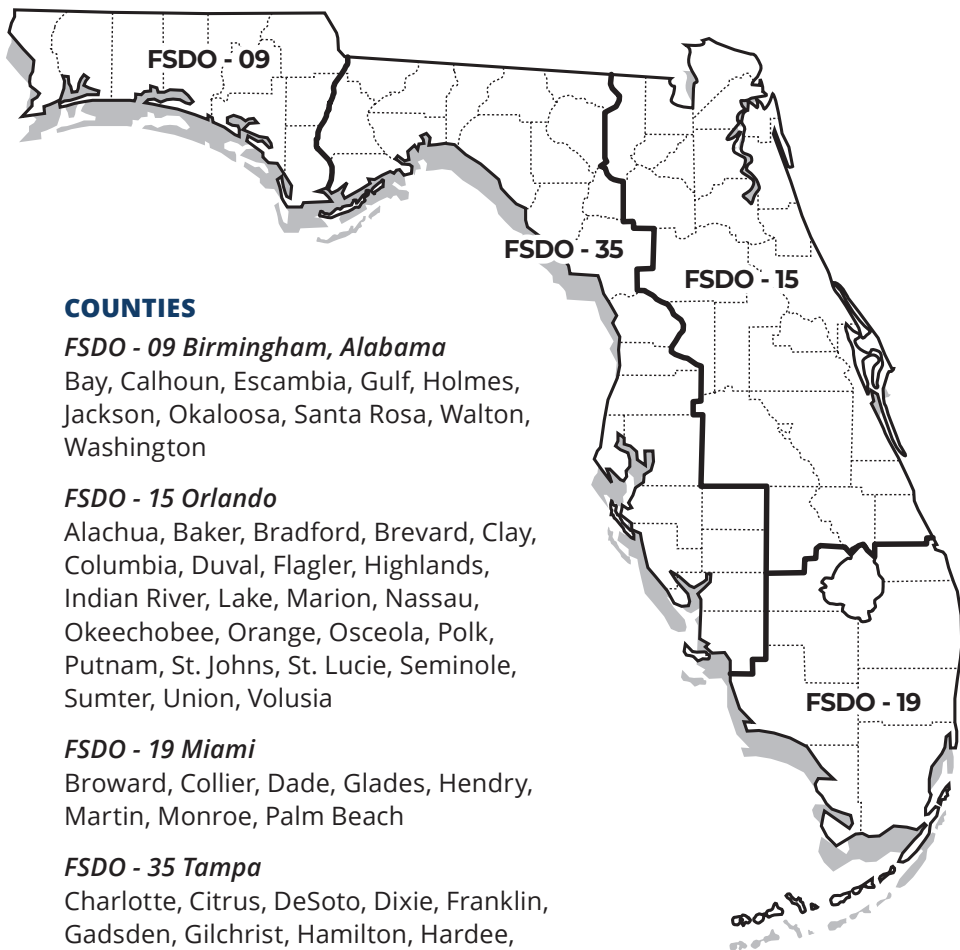 FSDO - 09
FSDO - 35
FSDO - 15
COUNTIES
FSDO - 09 Birmingham, Alabama
Bay, Calhoun, Escambia, Gulf, Holmes,
Jackson, Okaloosa, Santa Rosa, Walton,
Washington
FSDO - 15 Orlando
Alachua, Baker, Bradford, Brevard, Clay,
Columbia, Duval, Flagler, Highlands,
Indian River, Lake, Marion, Nassau,
Okeechobee, Orange, Osceola, Polk,
Putnam, St. Johns, St. Lucie, Seminole,
Sumter, Union, Volusia
FSDO - 19
FSDO - 19 Miami
Broward, Collier, Dade, Glades, Hendry,
Martin, Monroe, Palm Beach
FSDO - 35 Tampa
Charlotte, Citrus, DeSoto, Dixie, Franklin,
Gadsden, Gilchrist, Hamilton, Hardee,